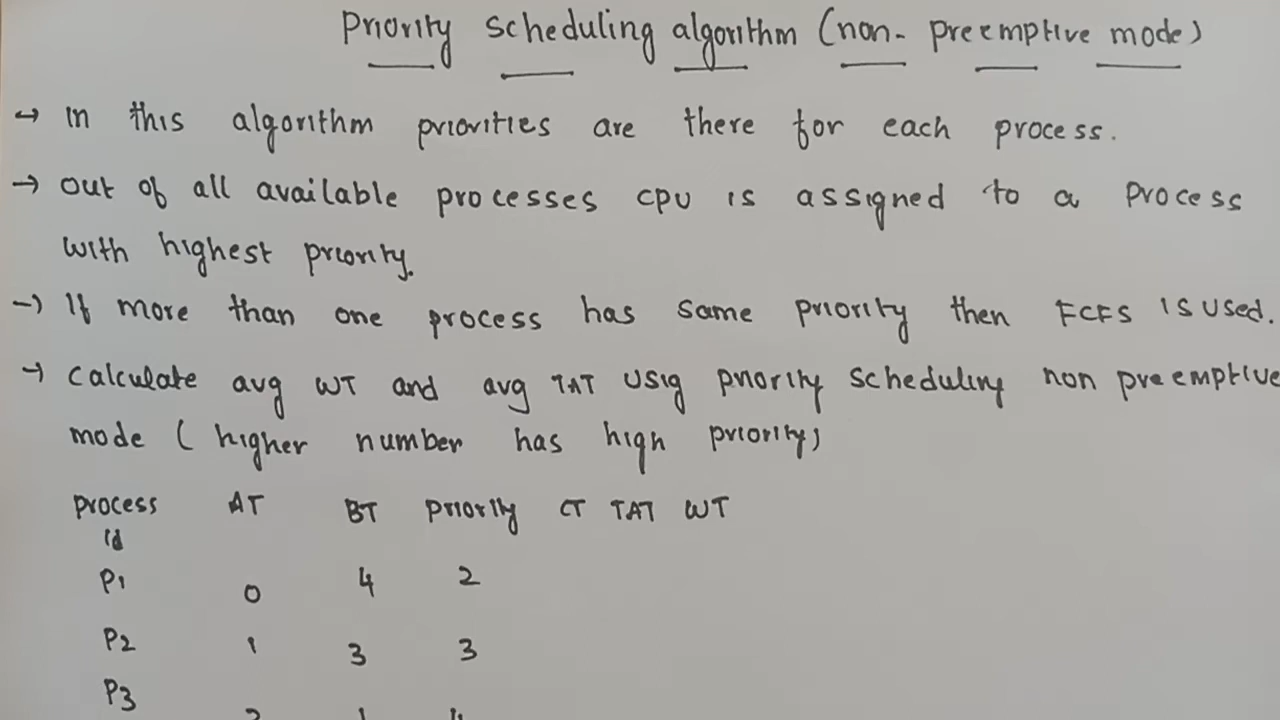 Priority scheduling algorithm (non-preemptive mode)
→ In this algorithm priorities are there for each process.
→ out of all available processes CPU is assigned to a process
with highest priority.
→ If more than one process has same priority then FCFS is used.
→ calculate avg WT and avg TAT usig priority scheduling non preemptive
mode (higher number has high priority)
process AT BT priority CT TAT WT
id
P1 0 4 2
P2 1 3 3
P3